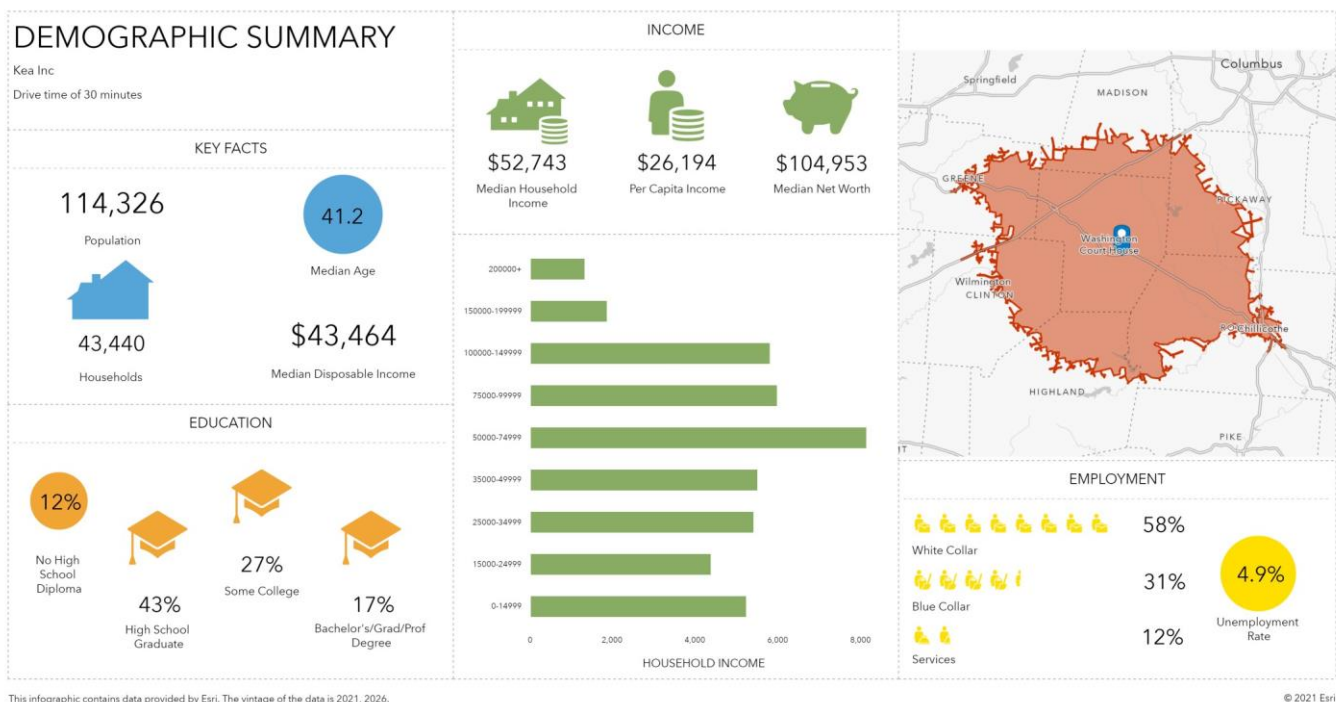 DEMOGRAPHIC SUMMARY
Kea Inc
Drive time of 30 minutes
KEY FACTS
114,326
Population
41.2
Median Age
43,440
Households
$43,464
Median Disposable Income
EDUCATION
12%
No High
School
Diploma
43%
High School
Graduate
27%
Some College
17%
Bachelor's/Grad/Prof
Degree
INCOME
$52,743
Median Household
Income
$26,194
Per Capita Income
$104,953
Median Net Worth
200000+
150000-199999
100000-149999
75000-99999
50000-74999
35000-49999
25000-34999
15000-24999
0-14999
0 2,000 4,000 6,000 8,000
HOUSEHOLD INCOME
Columbus
Springfield
MADISON
GREENE
PICKAWAY
Washington
Court House
Wilmington
CLINTON
Chillicothe
HIGHLAND
PIKE
EMPLOYMENT
58%
White Collar
31%
Blue Collar
12%
Services
4.9%
Unemployment
Rate
This infographic contains data provided by Esri. The vintage of the data is 2021, 2026.
© 2021 Esri